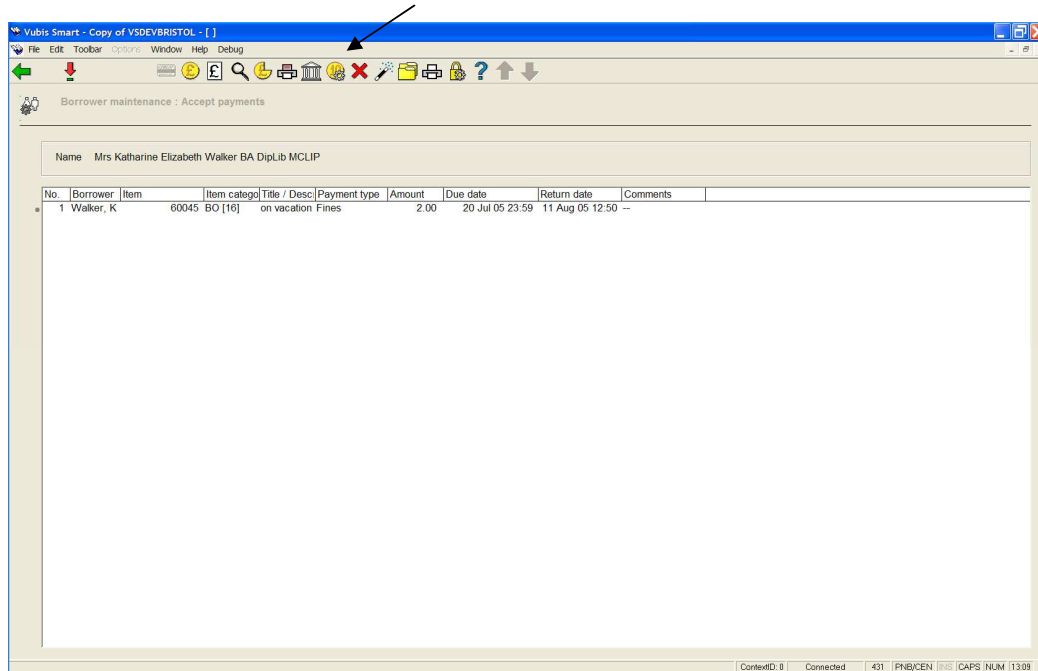 Vubis Smart - Copy of VSDEVBRISTOL - [ ]
File Edit Toolbar Options Window Help Debug
Borrower maintenance : Accept payments
Name Mrs Katharine Elizabeth Walker BA DipLib MCLIP
No. Borrower Item Item catego Title / Desc Payment type Amount Due date Return date Comments
1 Walker, K 60045 BO [16] on vacation Fines 2.00 20 Jul 05 23:59 11 Aug 05 12:50 --
ContextID: 0 Connected 431 PNB/CEN INS CAPS NUM 13:09